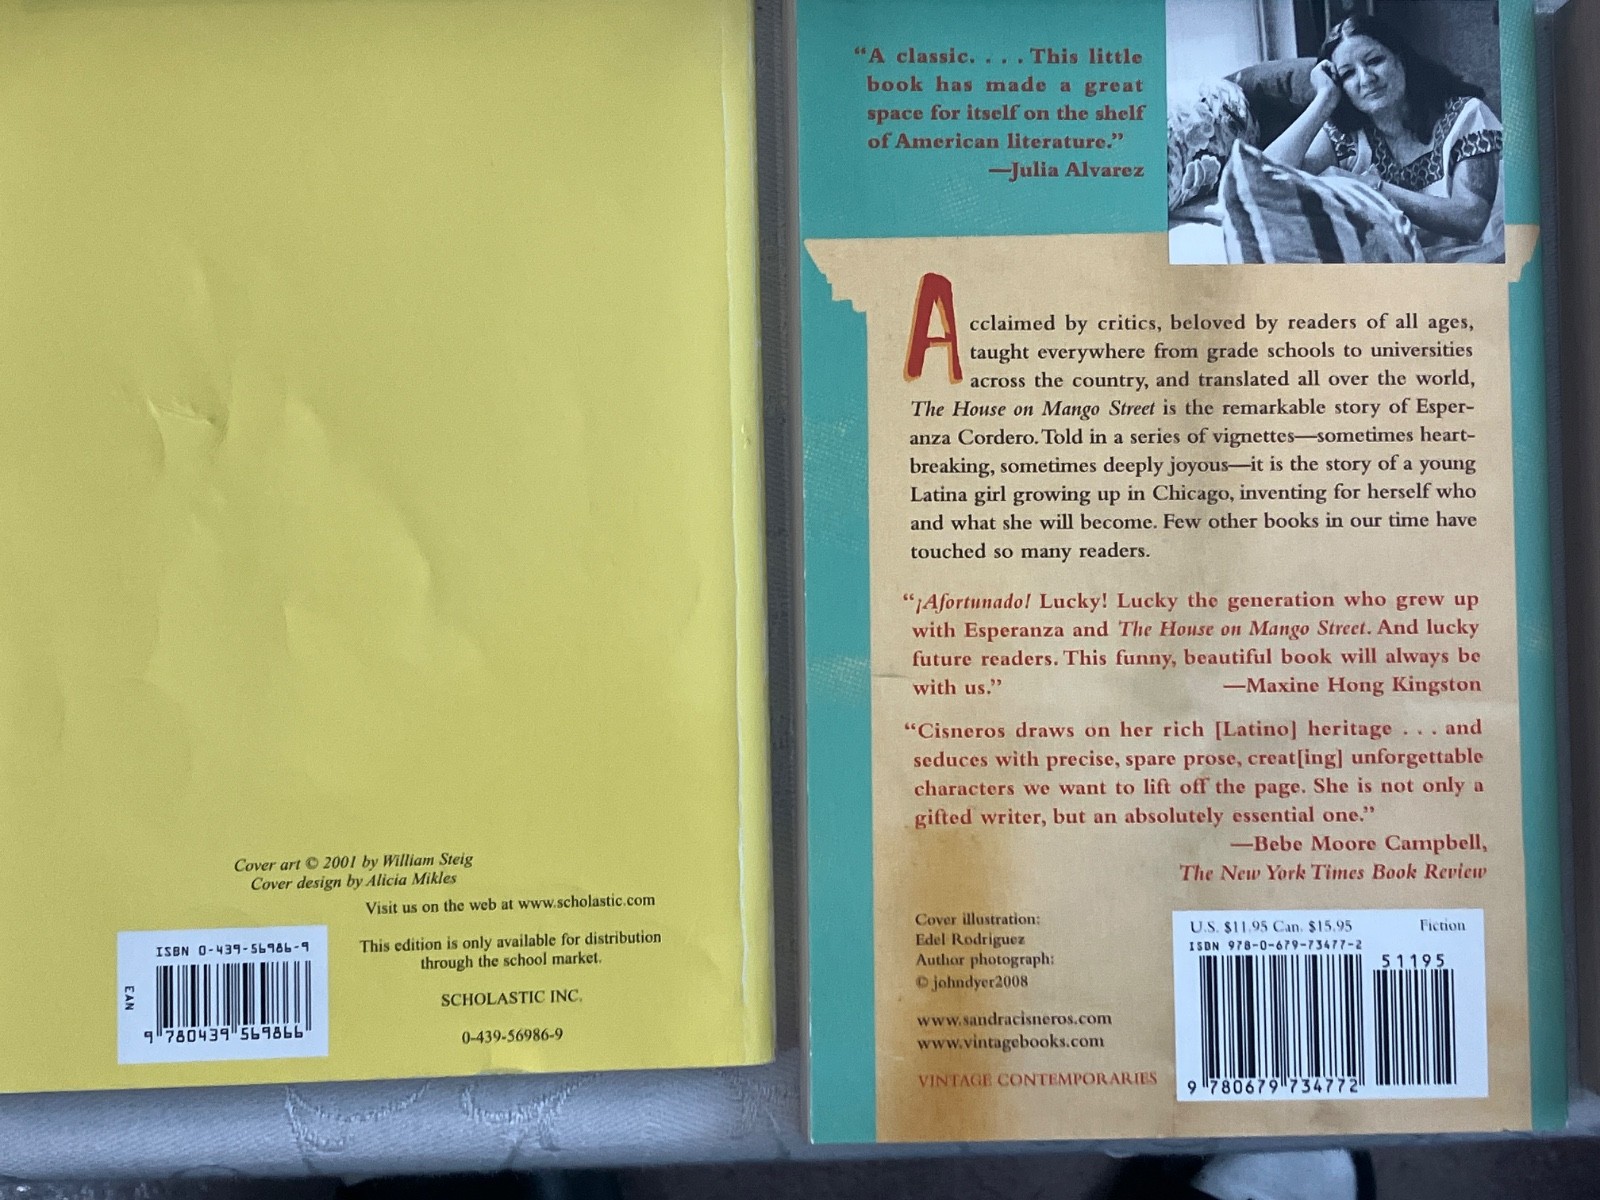 Cover art © 2001 by William Steig
Cover design by Alicia Mikles
Visit us on the web at www.scholastic.com
This edition is only available for distribution
through the school market.
SCHOLASTIC INC.
0-439-56986-9
ISBN 0-439-56986-9
EAN
9 780439 569866
“A classic. . . . This little
book has made a great
space for itself on the shelf
of American literature.”
—Julia Alvarez
Acclaimed by critics, beloved by readers of all ages,
taught everywhere from grade schools to universities
across the country, and translated all over the world,
The House on Mango Street is the remarkable story of Esper-
anza Cordero. Told in a series of vignettes—sometimes heart-
breaking, sometimes deeply joyous—it is the story of a young
Latina girl growing up in Chicago, inventing for herself who
and what she will become. Few other books in our time have
touched so many readers.
“¡Afortunado! Lucky! Lucky the generation who grew up
with Esperanza and The House on Mango Street. And lucky
future readers. This funny, beautiful book will always be
with us.” —Maxine Hong Kingston
“Cisneros draws on her rich [Latino] heritage . . . and
seduces with precise, spare prose, creat[ing] unforgettable
characters we want to lift off the page. She is not only a
gifted writer, but an absolutely essential one.”
—Bebe Moore Campbell,
The New York Times Book Review
Cover illustration:
Edel Rodriguez
Author photograph:
© johndyer2008
www.sandracisneros.com
www.vintagebooks.com
VINTAGE CONTEMPORARIES
U.S. $11.95 Can. $15.95 Fiction
ISBN 978-0-679-73477-2
51195
9 780679 734772